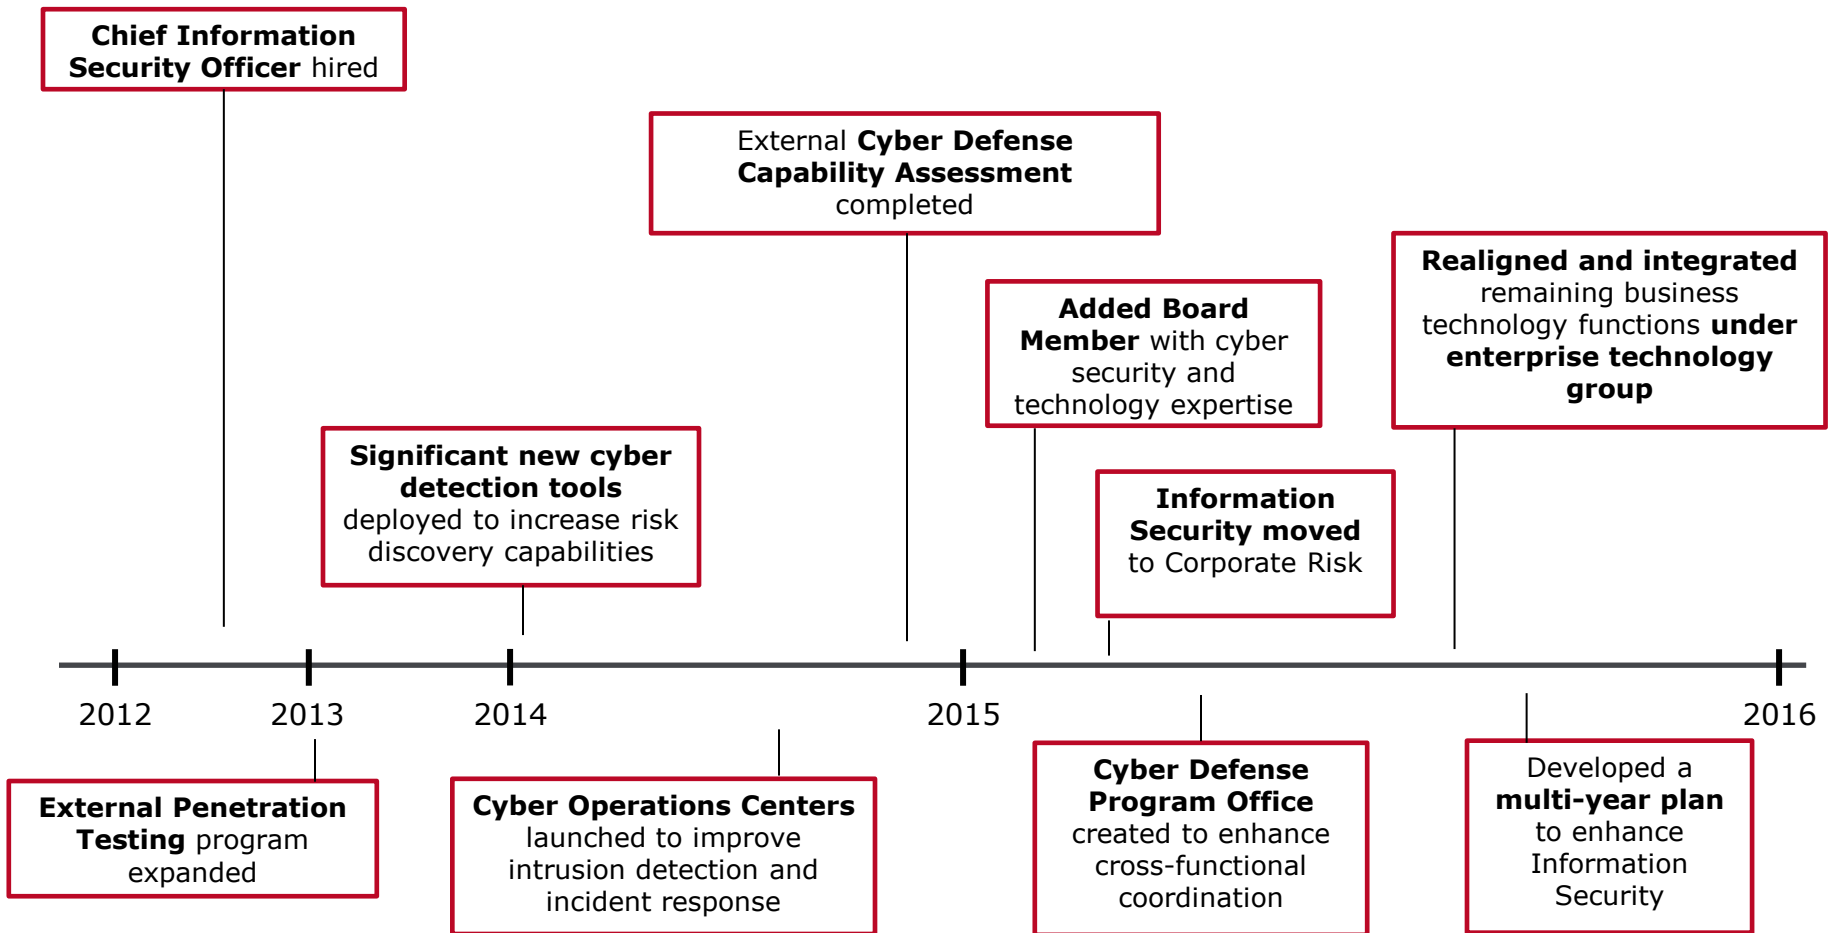 Chief Information
Security Officer hired
External Cyber Defense
Capability Assessment
completed
Realigned and integrated
remaining business
technology functions under
enterprise technology
group
Added Board
Member with cyber
security and
technology expertise
Significant new cyber
detection tools
deployed to increase risk
discovery capabilities
Information
Security moved
to Corporate Risk
2012
2013
2014
2015
2016
External Penetration
Testing program
expanded
Cyber Operations Centers
launched to improve
intrusion detection and
incident response
Cyber Defense
Program Office
created to enhance
cross-functional
coordination
Developed a
multi-year plan
to enhance
Information
Security